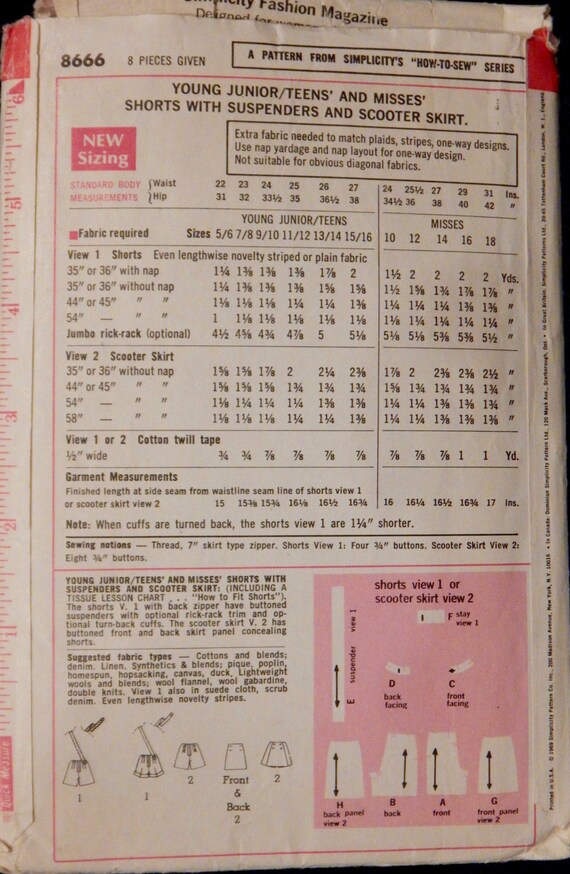 Simplicity Fashion Magazine
8666 8 PIECES GIVEN
A PATTERN FROM SIMPLICITY'S "HOW-TO-SEW" SERIES
YOUNG JUNIOR/TEENS' AND MISSES'
SHORTS WITH SUSPENDERS AND SCOOTER SKIRT.
NEW
Sizing
Extra fabric needed to match plaids, stripes, one-way designs.
Use nap yardage and nap layout for one-way design.
Not suitable for obvious diagonal fabrics.
STANDARD BODY Waist 22 23 24 25 26 27 24 25½ 27 29 31 Ins.
MEASUREMENTS Hip 31 32 33½ 35 36½ 38 34½ 36 38 40 42 "
YOUNG JUNIOR/TEENS MISSES
Fabric required Sizes 5/6 7/8 9/10 11/12 13/14 15/16 10 12 14 16 18
View 1 Shorts Even lengthwise novelty striped or plain fabric
35" or 36" with nap 1¼ 1⅜ 1⅜ 1⅜ 1⅞ 2 1½ 2 2 2 2 Yds.
35" or 36" without nap 1¼ 1⅜ 1⅜ 1⅜ 1⅝ 1⅝ 1½ 1⅝ 1¾ 1⅞ 1⅞ "
44" or 45" " " 1⅛ 1⅛ 1⅛ 1¼ 1¼ 1⅜ 1¼ 1¼ 1¼ 1⅜ 1⅜ "
54" — " 1 1⅛ 1⅛ 1⅛ 1⅛ 1⅛ 1⅛ 1¼ 1¼ 1¼ 1¼ "
Jumbo rick-rack (optional) 4½ 4⅝ 4¾ 4⅞ 5 5⅛ 5⅛ 5⅛ 5⅜ 5⅜ 5½ "
View 2 Scooter Skirt
35" or 36" without nap 1⅝ 1⅝ 1⅞ 2 2¼ 2⅜ 1⅞ 2 2⅜ 2⅜ 2½ "
44" or 45" " " 1⅝ 1⅝ 1⅝ 1¾ 1¾ 1¾ 1⅝ 1¾ 1¾ 1¾ 1¾ "
54" — " 1⅛ 1¼ 1¼ 1¼ 1⅜ 1⅜ 1¼ 1¼ 1⅜ 1⅜ 1¾ "
58" — " 1⅛ 1⅛ 1⅛ 1¼ 1¼ 1⅜ 1¼ 1¼ 1⅜ 1⅜ 1⅜ "
View 1 or 2 Cotton twill tape
½" wide ¾ ¾ ⅞ ⅞ ⅞ ⅞ ⅞ ⅞ ⅞ 1 1 Yd.
Garment Measurements
Finished length at side seam from waistline seam line of shorts view 1
or scooter skirt view 2 15 15⅜ 15¾ 16⅛ 16½ 16¾ 16 16¼ 16½ 16¾ 17 Ins.
Note: When cuffs are turned back, the shorts view 1 are 1¼" shorter.
Sewing notions — Thread, 7" skirt type zipper. Shorts View 1: Four ¾" buttons. Scooter Skirt View 2:
Eight ¾" buttons.
YOUNG JUNIOR/TEENS' AND MISSES' SHORTS WITH
SUSPENDERS AND SCOOTER SKIRT: (INCLUDING A
TISSUE LESSON CHART . . . "How to Fit Shorts").
The shorts V. 1 with back zipper have buttoned
suspenders with optional rick-rack trim and op-
tional turn-back cuffs. The scooter skirt V. 2 has
buttoned front and back skirt panel concealing
shorts.
Suggested fabric types — Cottons and blends;
denim. Linen. Synthetics & blends; pique, poplin,
homespun, hopsacking, canvas, duck. Lightweight
wools and blends; wool flannel, wool gabardine,
double knits. View 1 also in suede cloth, scrub
denim. Even lengthwise novelty stripes.
1
1
2
Front
&
Back
2
2
shorts view 1 or
scooter skirt view 2
F stay
view 1
E suspender view 1
D
back
facing
C
front
facing
H
back panel
view 2
B
back
A
front
G
front panel
view 2
6
5
4
3
2
Quick Measure